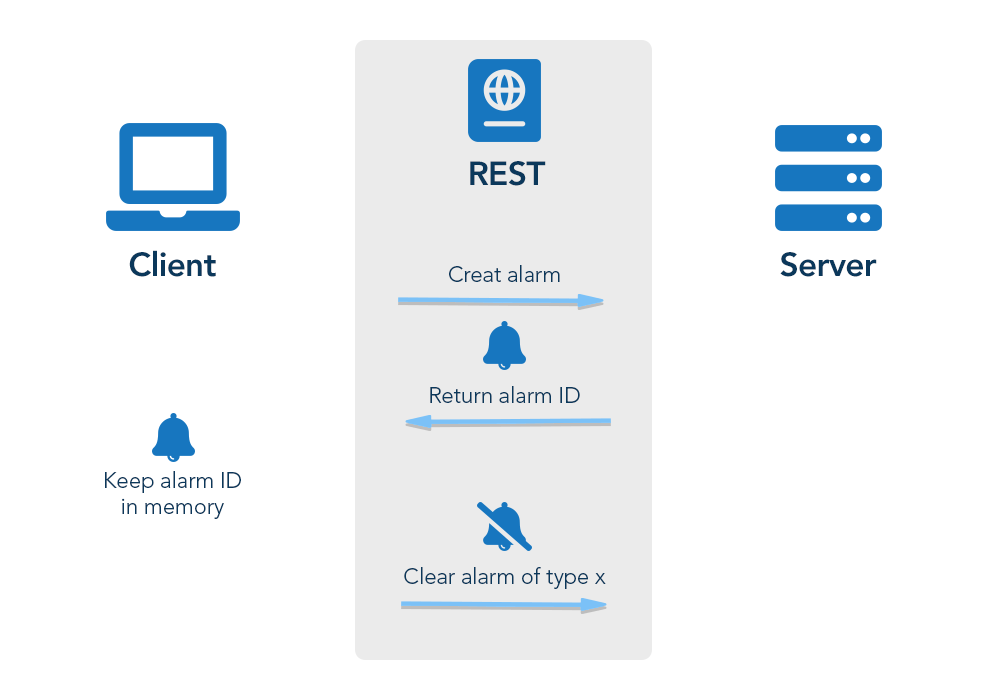 REST
Client
Server
Creat alarm
Return alarm ID
Keep alarm ID
in memory
Clear alarm of type x